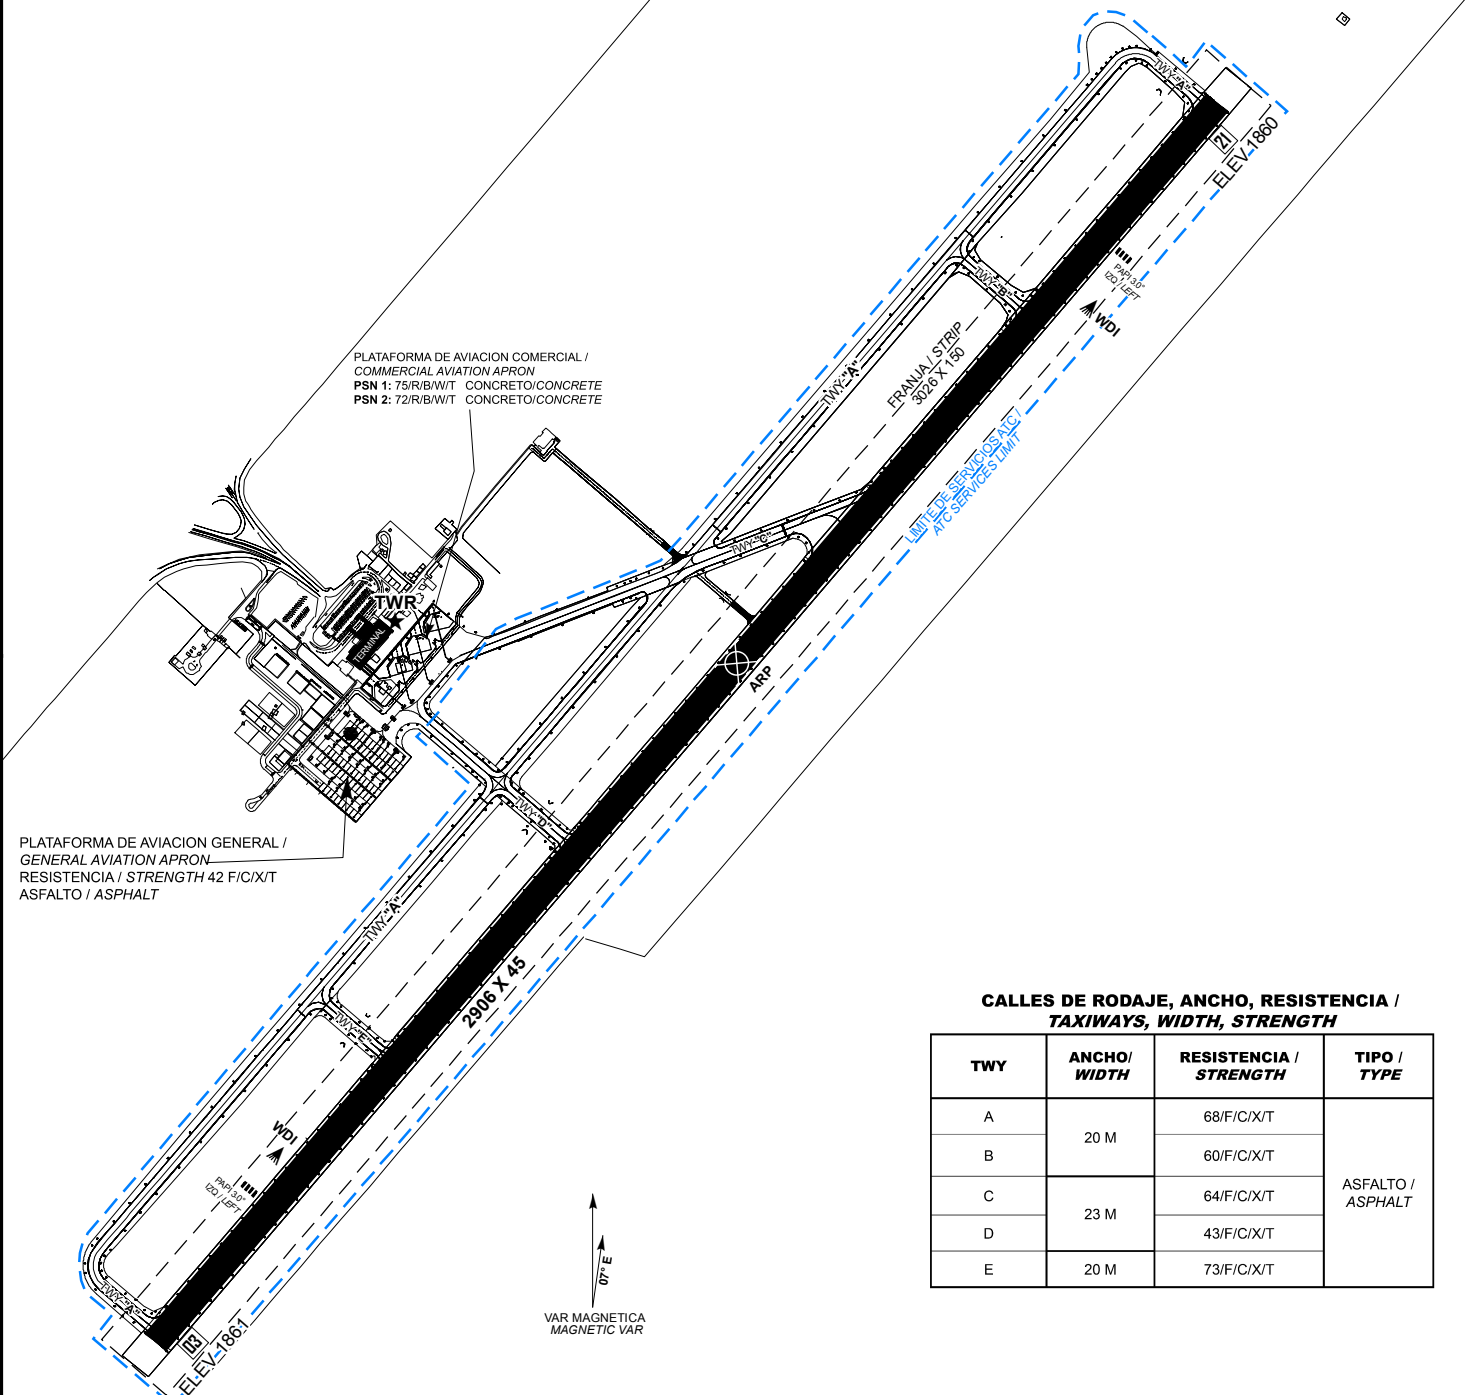 TWY "A"
21
ELEV 1860
TWY "B"
PAPI 3.0°
IZQ / LEFT
WDI
FRANJA / STRIP
3026 X 150
TWY "A"
PLATAFORMA DE AVIACION COMERCIAL /
COMMERCIAL AVIATION APRON
PSN 1: 75/R/B/W/T CONCRETO/CONCRETE
PSN 2: 72/R/B/W/T CONCRETO/CONCRETE
LIMITE DE SERVICIOS ATC /
ATC SERVICES LIMIT
TWY "C"
TWR
TERMINAL
ARP
TWY "D"
PLATAFORMA DE AVIACION GENERAL /
GENERAL AVIATION APRON
RESISTENCIA / STRENGTH 42 F/C/X/T
ASFALTO / ASPHALT
TWY "A"
2906 X 45
TWY "E"
WDI
PAPI 3.0°
IZQ / LEFT
TWY "A"
03
ELEV 1861
07° E
VAR MAGNETICA
MAGNETIC VAR
CALLES DE RODAJE, ANCHO, RESISTENCIA /
TAXIWAYS, WIDTH, STRENGTH
TWY
ANCHO/
WIDTH
RESISTENCIA /
STRENGTH
TIPO /
TYPE
A
20 M
68/F/C/X/T
B
60/F/C/X/T
C
23 M
64/F/C/X/T
D
43/F/C/X/T
E
20 M
73/F/C/X/T
ASFALTO /
ASPHALT